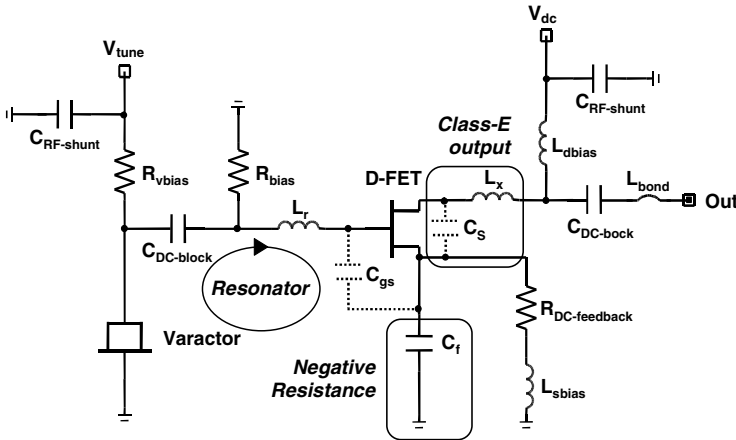 V_dc
V_tune
C_RF-shunt
C_RF-shunt
Class-E
output
R_vbias
R_bias
D-FET
L_x
L_dbias
L_bond
L_r
Out
C_S
C_DC-block
C_DC-bock
C_gs
Resonator
R_DC-feedback
Varactor
C_f
Negative
Resistance
L_sbias